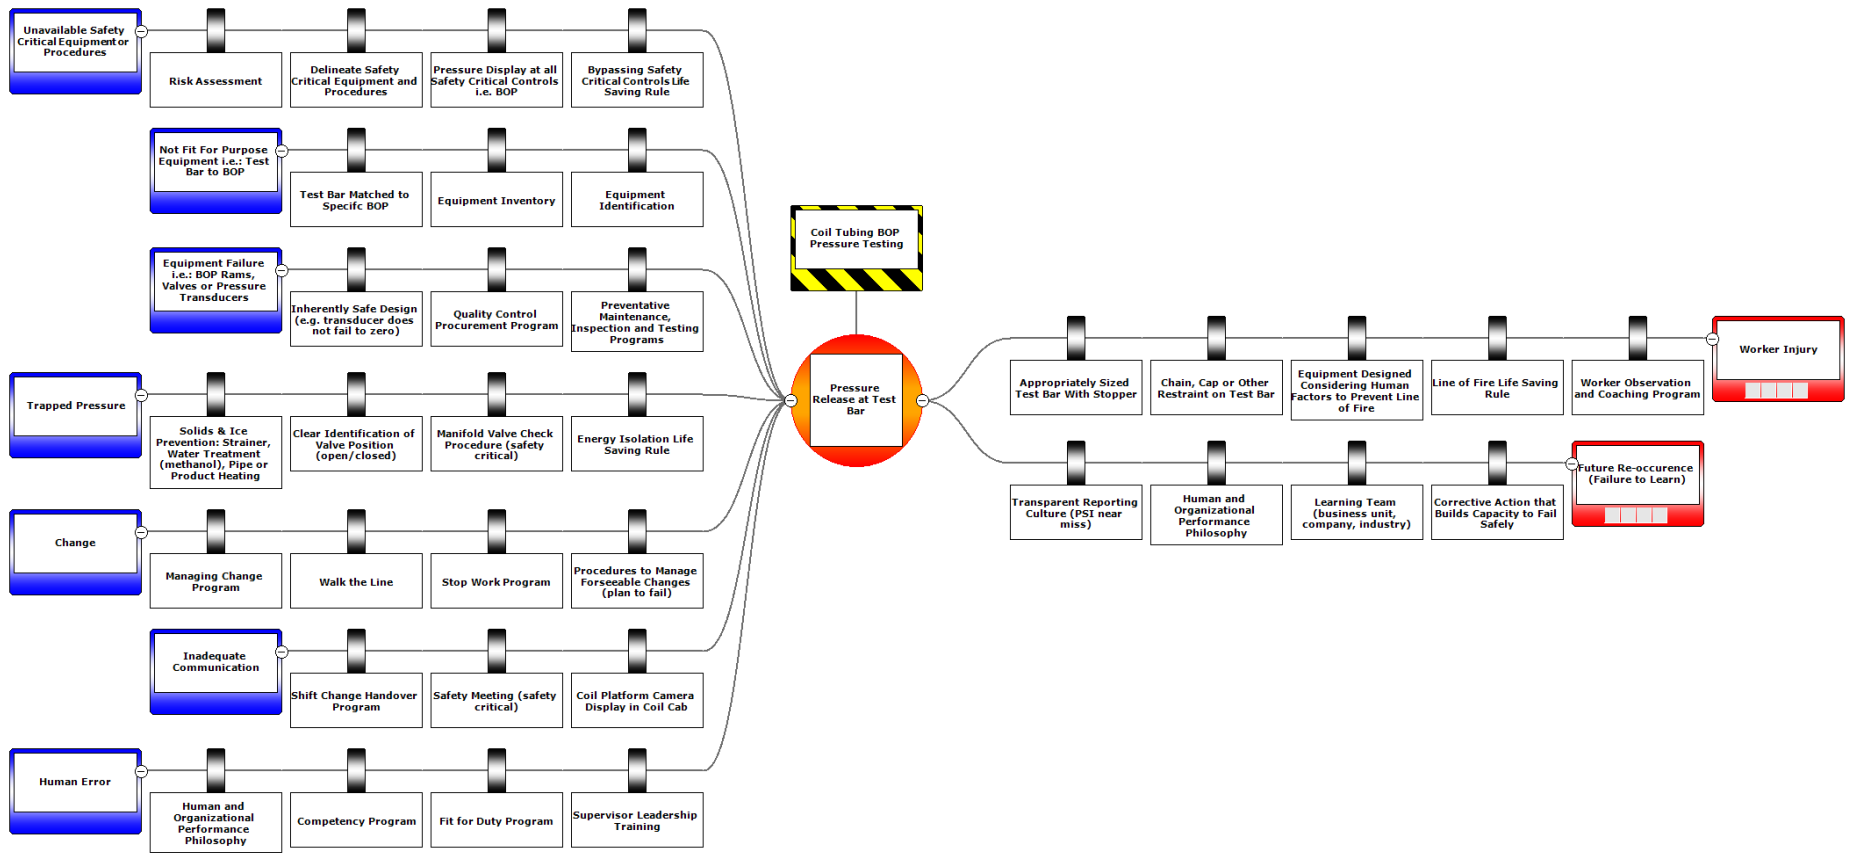 Unavailable Safety
Critical Equipment or
Procedures
Risk Assessment
Delineate Safety
Critical Equipment and
Procedures
Pressure Display at all
Safety Critical Controls
i.e. BOP
Bypassing Safety
Critical Controls Life
Saving Rule
Not Fit For Purpose
Equipment i.e.: Test
Bar to BOP
Test Bar Matched to
Specifc BOP
Equipment Inventory
Equipment
Identification
Equipment Failure
i.e.: BOP Rams,
Valves or Pressure
Transducers
Inherently Safe Design
(e.g. transducer does
not fail to zero)
Quality Control
Procurement Program
Preventative
Maintenance,
Inspection and Testing
Programs
Trapped Pressure
Solids & Ice
Prevention: Strainer,
Water Treatment
(methanol), Pipe or
Product Heating
Clear Identification of
Valve Position
(open/closed)
Manifold Valve Check
Procedure (safety
critical)
Energy Isolation Life
Saving Rule
Change
Managing Change
Program
Walk the Line
Stop Work Program
Procedures to Manage
Forseeable Changes
(plan to fail)
Inadequate
Communication
Shift Change Handover
Program
Safety Meeting (safety
critical)
Coil Platform Camera
Display in Coil Cab
Human Error
Human and
Organizational
Performance
Philosophy
Competency Program
Fit for Duty Program
Supervisor Leadership
Training
Coil Tubing BOP
Pressure Testing
Pressure
Release at Test
Bar
Appropriately Sized
Test Bar With Stopper
Chain, Cap or Other
Restraint on Test Bar
Equipment Designed
Considering Human
Factors to Prevent Line
of Fire
Line of Fire Life Saving
Rule
Worker Observation
and Coaching Program
Worker Injury
Transparent Reporting
Culture (PSI near
miss)
Human and
Organizational
Performance
Philosophy
Learning Team
(business unit,
company, industry)
Corrective Action that
Builds Capacity to Fail
Safely
Future Re-occurence
(Failure to Learn)